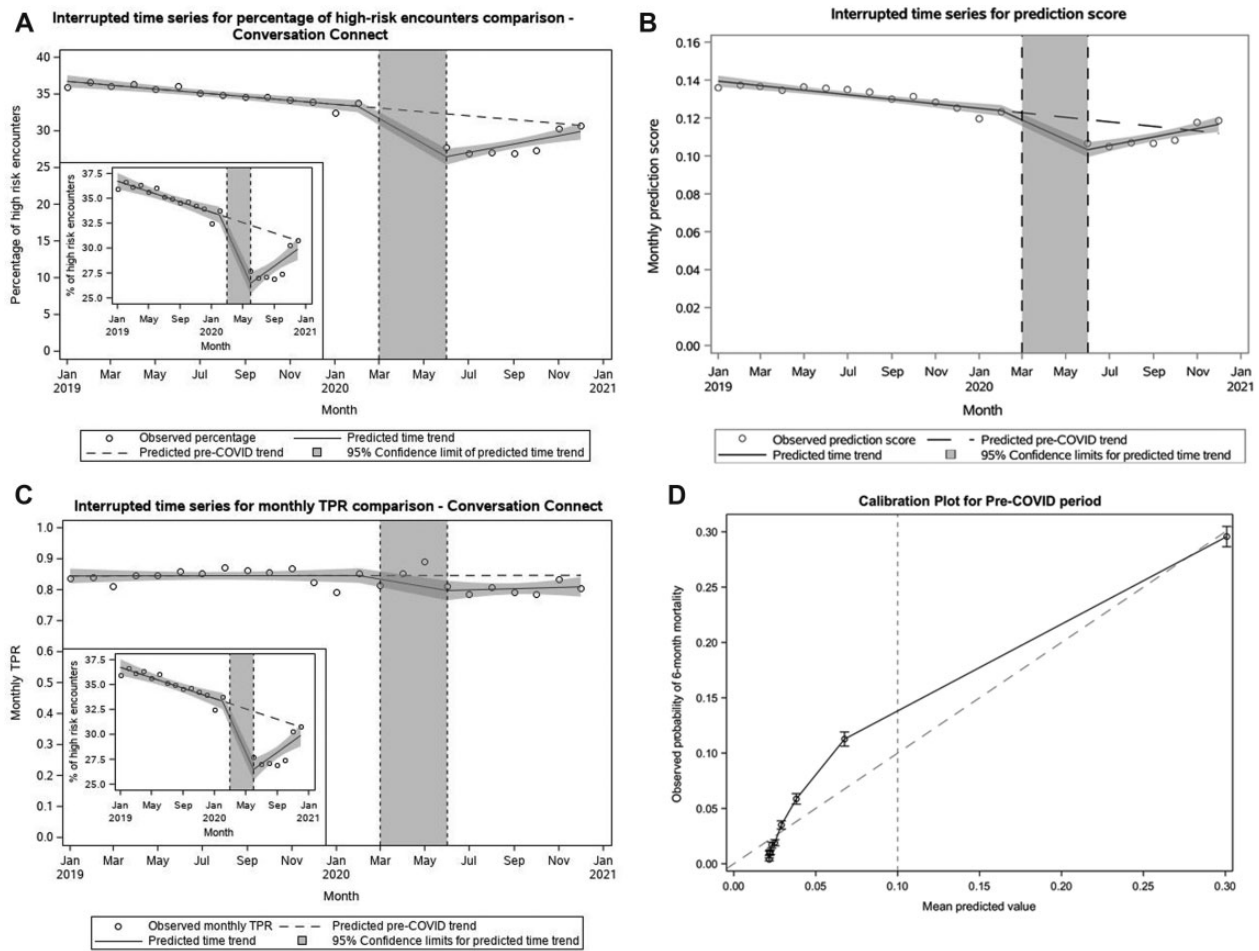 A
Interrupted time series for percentage of high-risk encounters comparison -
Conversation Connect
Percentage of high risk encounters
40
35
30
25
20
15
10
5
0
Jan Mar May Jul Sep Nov Jan Mar May Jul Sep Nov Jan
2019 2020 2021
Month
% of high risk encounters
37.5
35.0
32.5
30.0
27.5
25.0
Jan May Sep Jan May Sep Jan
2019 2020 2021
Month
Observed percentage Predicted time trend
Predicted pre-COVID trend 95% Confidence limit of predicted time trend
B
Interrupted time series for prediction score
Monthly prediction score
0.16
0.14
0.12
0.10
0.08
0.06
0.04
0.02
0.00
Jan Mar May Jul Sep Nov Jan Mar May Jul Sep Nov Jan
2019 2020 2021
Month
Observed prediction score Predicted pre-COVID trend
Predicted time trend 95% Confidence limits for predicted time trend
C
Interrupted time series for monthly TPR comparison - Conversation Connect
Monthly TPR
1.0
0.9
0.8
0.7
0.6
0.5
0.4
0.3
0.2
0.1
0.0
Jan Mar May Jul Sep Nov Jan Mar May Jul Sep Nov Jan
2019 2020 2021
Month
% of high risk encounters
37.5
35.0
32.5
30.0
27.5
25.0
Jan May Sep Jan May Sep Jan
2019 2020 2021
Month
Observed monthly TPR Predicted pre-COVID trend
Predicted time trend 95% Confidence limits for predicted time trend
D
Calibration Plot for Pre-COVID period
Observed probability of 6-month mortality
0.30
0.25
0.20
0.15
0.10
0.05
0.00
0.00 0.05 0.10 0.15 0.20 0.25 0.30
Mean predicted value